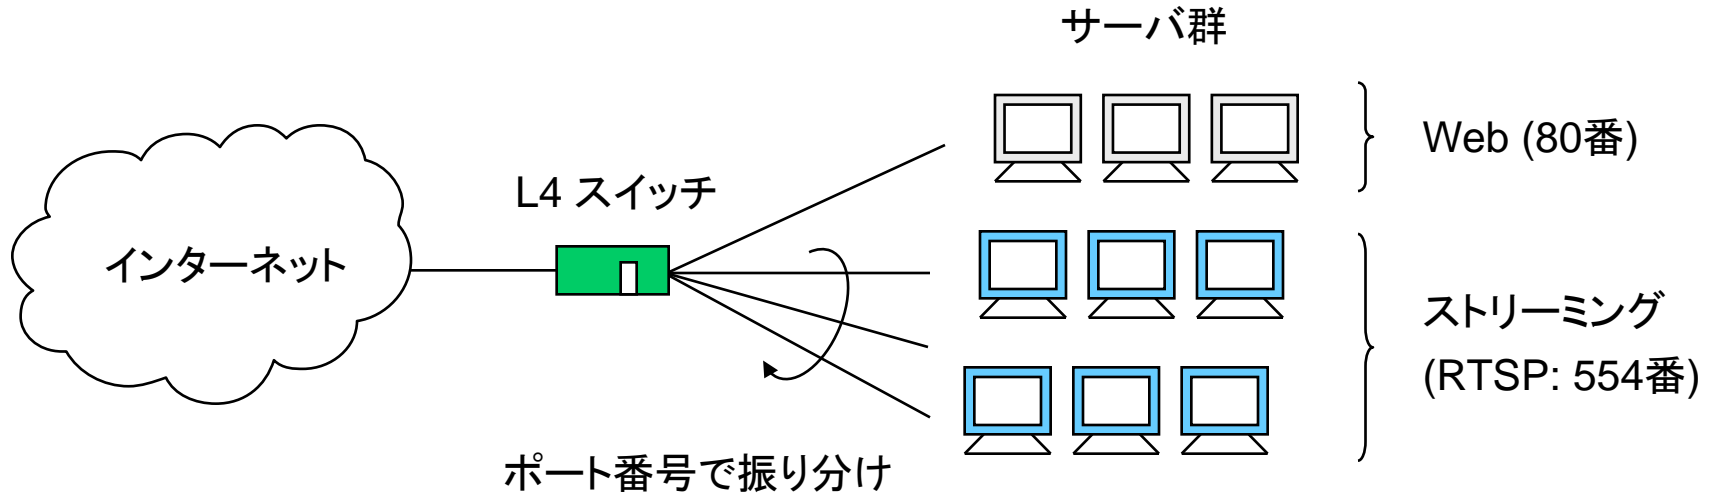 サーバ群
Web (80番)
L4 スイッチ
インターネット
ストリーミング
(RTSP: 554番)
ポート番号で振り分け